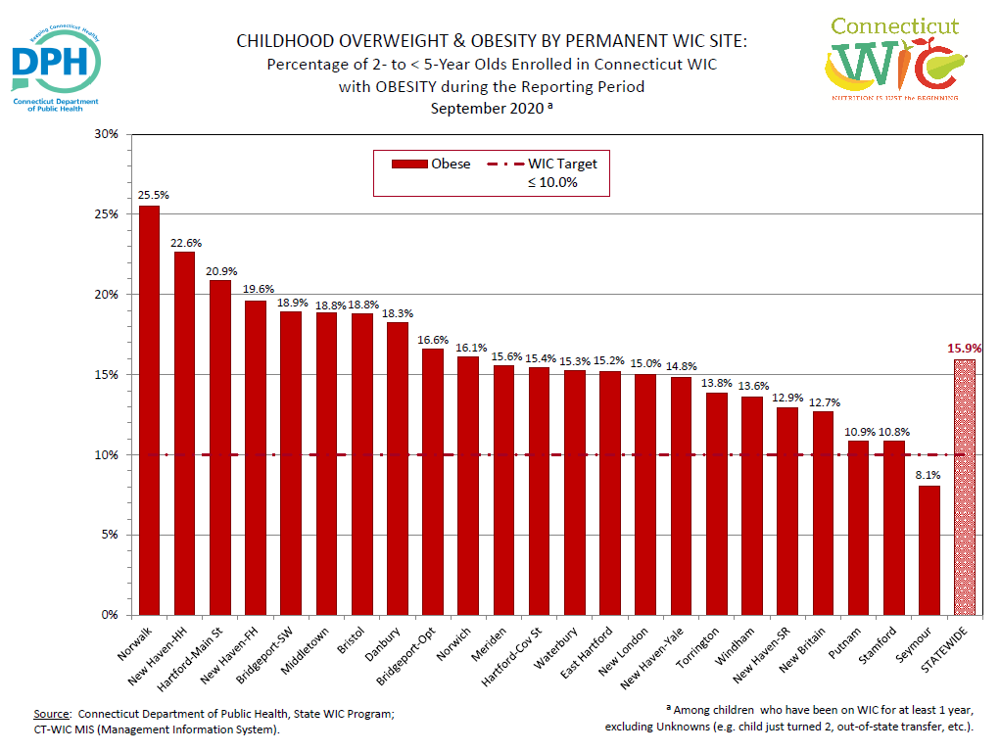 Keeping Connecticut Healthy
DPH
Connecticut Department
of Public Health
CHILDHOOD OVERWEIGHT & OBESITY BY PERMANENT WIC SITE:
Percentage of 2- to < 5-Year Olds Enrolled in Connecticut WIC
with OBESITY during the Reporting Period
September 2020 ª
Connecticut
WIC
NUTRITION IS JUST the BEGINNING
Obese
WIC Target
≤ 10.0%
30%
25%
20%
15%
10%
5%
0%
25.5%
22.6%
20.9%
19.6%
18.9%
18.8%
18.8%
18.3%
16.6%
16.1%
15.6%
15.4%
15.3%
15.2%
15.0%
14.8%
13.8%
13.6%
12.9%
12.7%
10.9%
10.8%
8.1%
15.9%
Norwalk
New Haven-HH
Hartford-Main St
New Haven-FH
Bridgeport-SW
Middletown
Bristol
Danbury
Bridgeport-Opt
Norwich
Meriden
Hartford-Cov St
Waterbury
East Hartford
New London
New Haven-Yale
Torrington
Windham
New Haven-SR
New Britain
Putnam
Stamford
Seymour
STATEWIDE
Source: Connecticut Department of Public Health, State WIC Program;
CT-WIC MIS (Management Information System).
ª Among children who have been on WIC for at least 1 year,
excluding Unknowns (e.g. child just turned 2, out-of-state transfer, etc.).